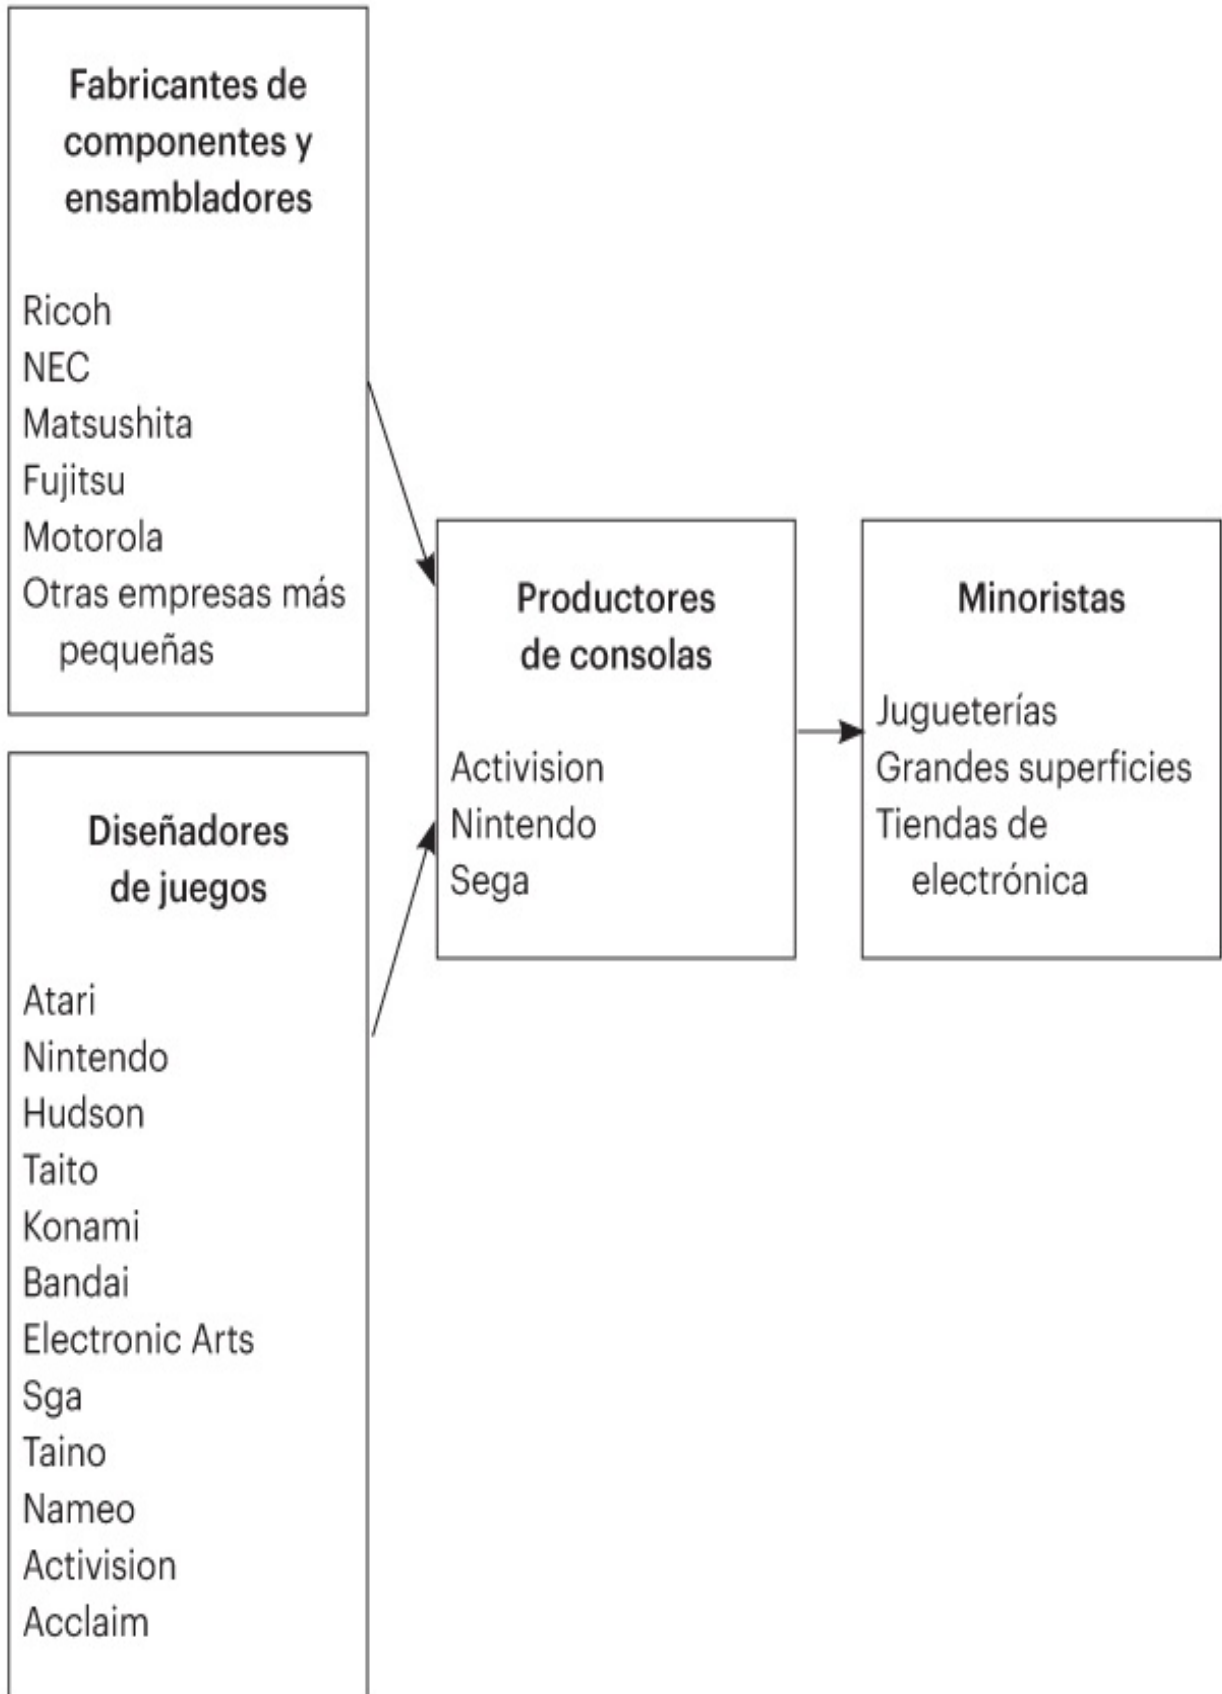 Fabricantes de
componentes y
ensambladores
Ricoh
NEC
Matsushita
Fujitsu
Motorola
Otras empresas más
pequeñas
Diseñadores
de juegos
Atari
Nintendo
Hudson
Taito
Konami
Bandai
Electronic Arts
Sga
Taino
Nameo
Activision
Acclaim
Productores
de consolas
Activision
Nintendo
Sega
Minoristas
Jugueterías
Grandes superficies
Tiendas de
electrónica